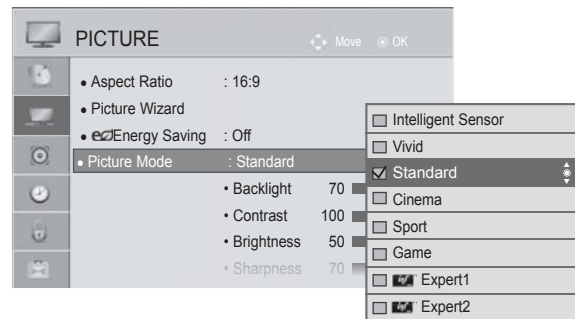 PICTURE
Move
OK
• Aspect Ratio : 16:9
• Picture Wizard
• Energy Saving : Off
• Picture Mode : Standard
• Backlight 70
• Contrast 100
• Brightness 50
• Sharpness 70
Intelligent Sensor
Vivid
Standard
Cinema
Sport
Game
Expert1
Expert2